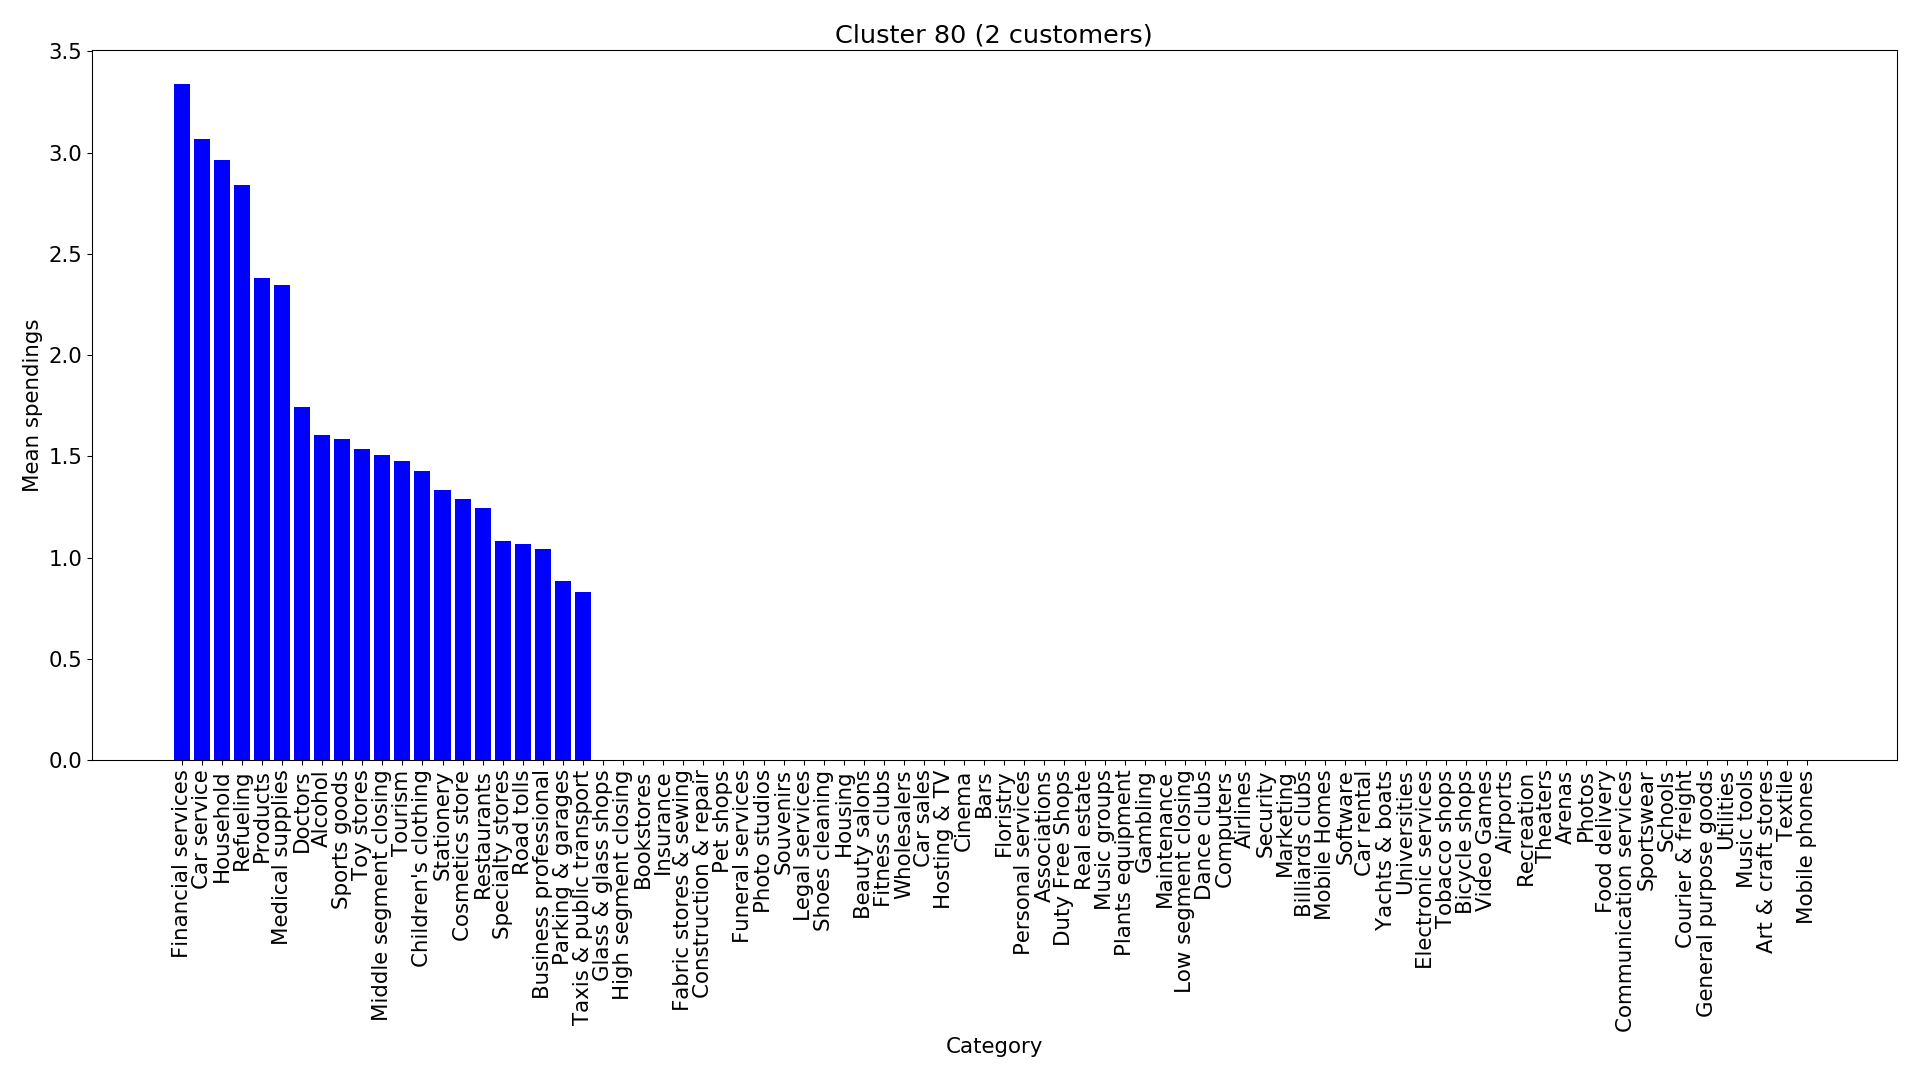 Cluster 80 (2 customers)
3.5
3.0
2.5
2.0
1.5
1.0
0.5
0.0
Mean spendings
Financial services
Car service
Household
Refueling
Products
Medical supplies
Doctors
Alcohol
Sports goods
Toy stores
Middle segment closing
Tourism
Children's clothing
Stationery
Cosmetics store
Restaurants
Specialty stores
Road tolls
Business professional
Parking & garages
Taxis & public transport
Glass & glass shops
High segment closing
Bookstores
Insurance
Fabric stores & sewing
Construction & repair
Pet shops
Funeral services
Photo studios
Souvenirs
Legal services
Shoes cleaning
Housing
Beauty salons
Fitness clubs
Wholesalers
Car sales
Hosting & TV
Cinema
Bars
Floristry
Personal services
Associations
Duty Free Shops
Real estate
Music groups
Plants equipment
Gambling
Maintenance
Low segment closing
Dance clubs
Computers
Airlines
Security
Marketing
Billiards clubs
Mobile Homes
Software
Car rental
Yachts & boats
Universities
Electronic services
Tobacco shops
Bicycle shops
Video Games
Airports
Recreation
Theaters
Arenas
Photos
Food delivery
Communication services
Sportswear
Schools
Courier & freight
General purpose goods
Utilities
Music tools
Art & craft stores
Textile
Mobile phones
Category